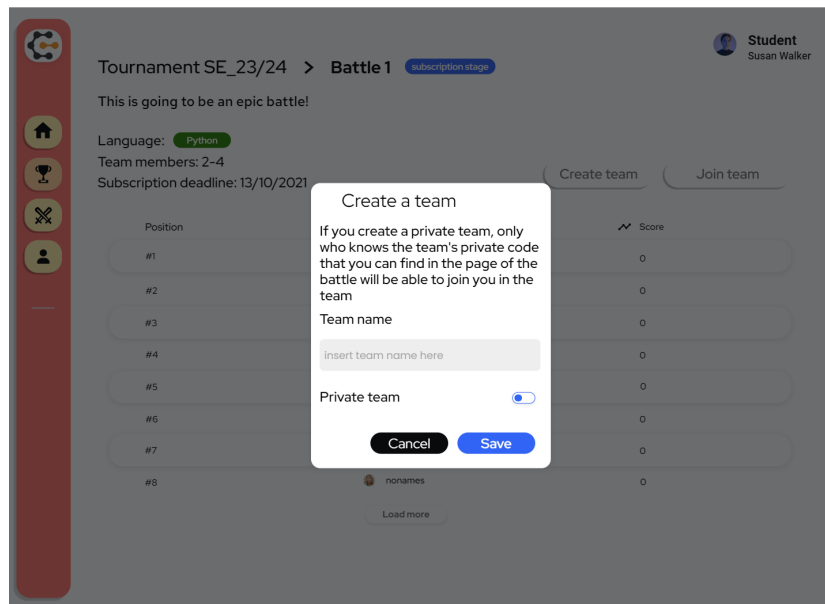 Student
Susan Walker
Tournament SE_23/24 > Battle 1 subscription stage
This is going to be an epic battle!
Language: Python
Team members: 2-4
Subscription deadline: 13/10/2021
Create team Join team
Create a team
If you create a private team, only
who knows the team's private code
that you can find in the page of the
battle will be able to join you in the
team
Team name
insert team name here
Private team
Cancel Save
Position Score
#1 0
#2 0
#3 0
#4 0
#5 0
#6 0
#7 0
#8 nonames 0
Load more